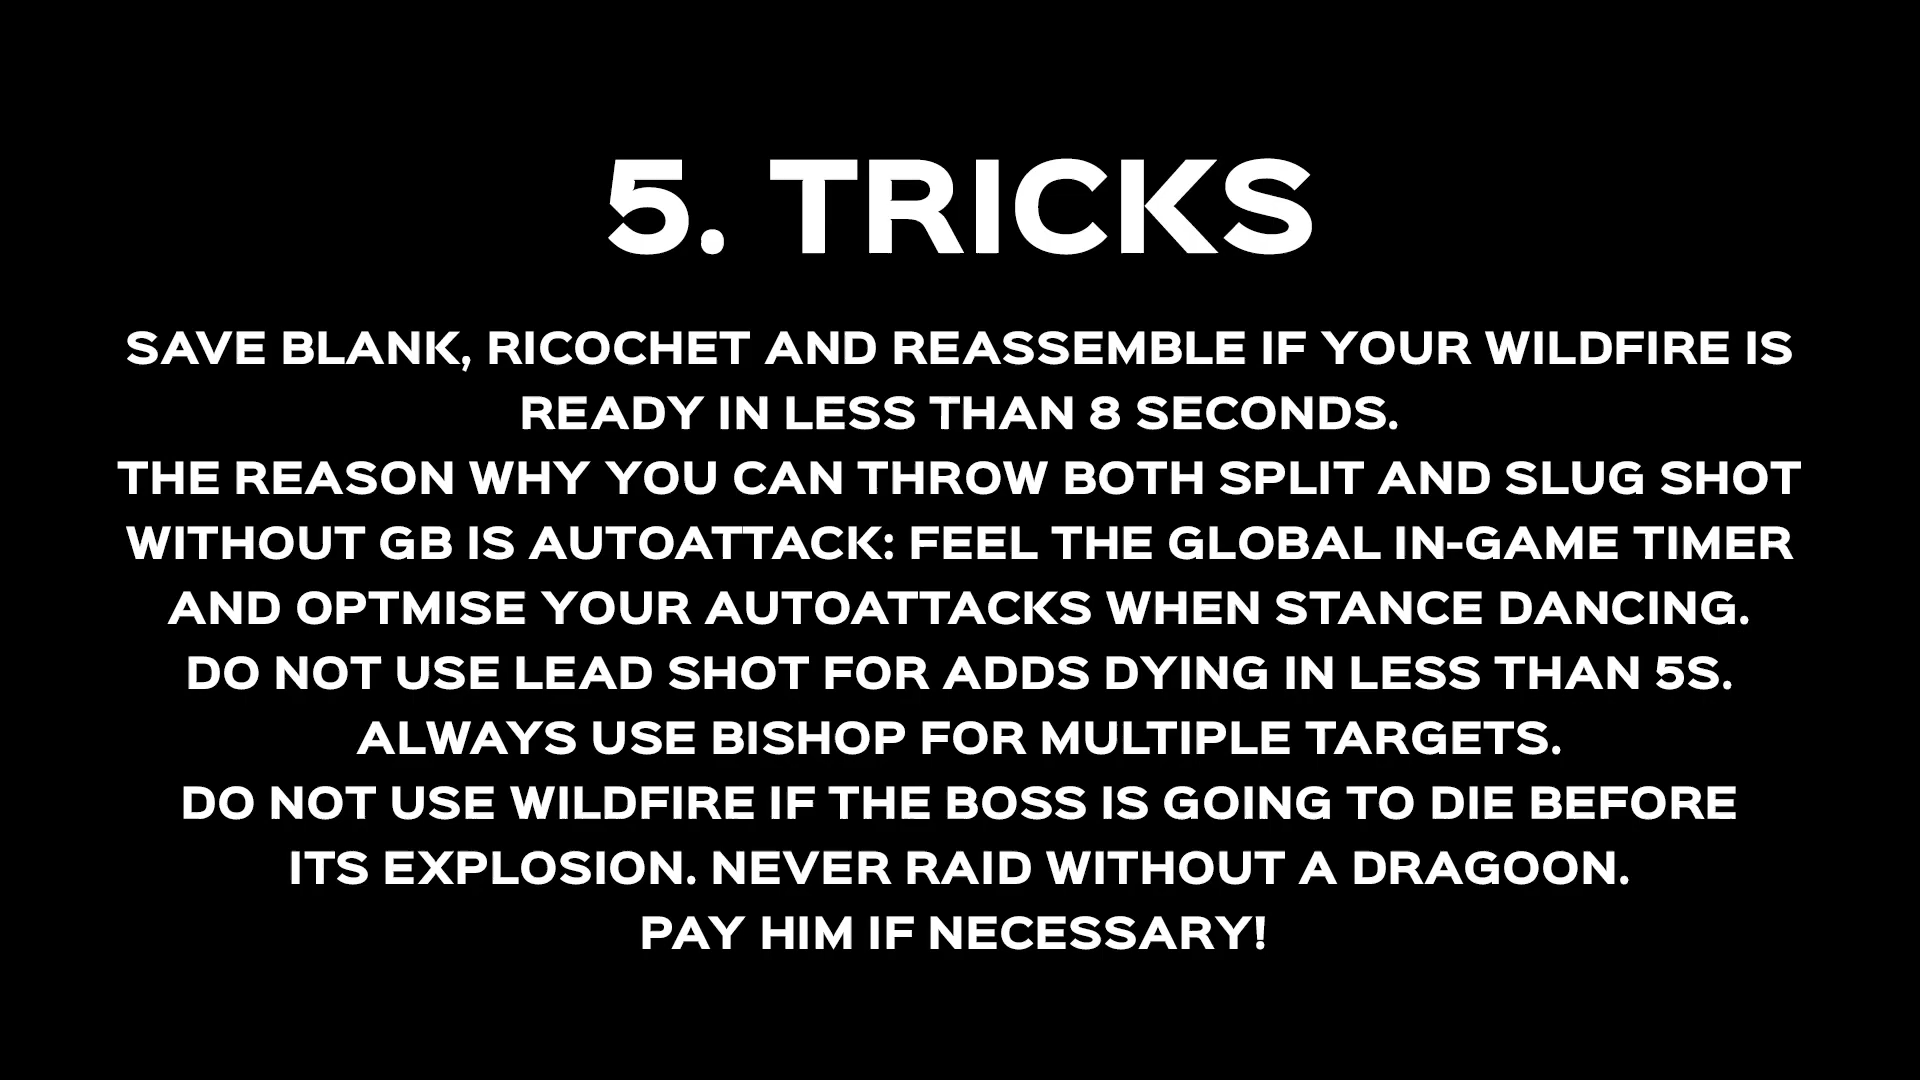 5. TRICKS
SAVE BLANK, RICOCHET AND REASSEMBLE IF YOUR WILDFIRE IS
READY IN LESS THAN 8 SECONDS.
THE REASON WHY YOU CAN THROW BOTH SPLIT AND SLUG SHOT
WITHOUT GB IS AUTOATTACK: FEEL THE GLOBAL IN-GAME TIMER
AND OPTMISE YOUR AUTOATTACKS WHEN STANCE DANCING.
DO NOT USE LEAD SHOT FOR ADDS DYING IN LESS THAN 5S.
ALWAYS USE BISHOP FOR MULTIPLE TARGETS.
DO NOT USE WILDFIRE IF THE BOSS IS GOING TO DIE BEFORE
ITS EXPLOSION. NEVER RAID WITHOUT A DRAGOON.
PAY HIM IF NECESSARY!